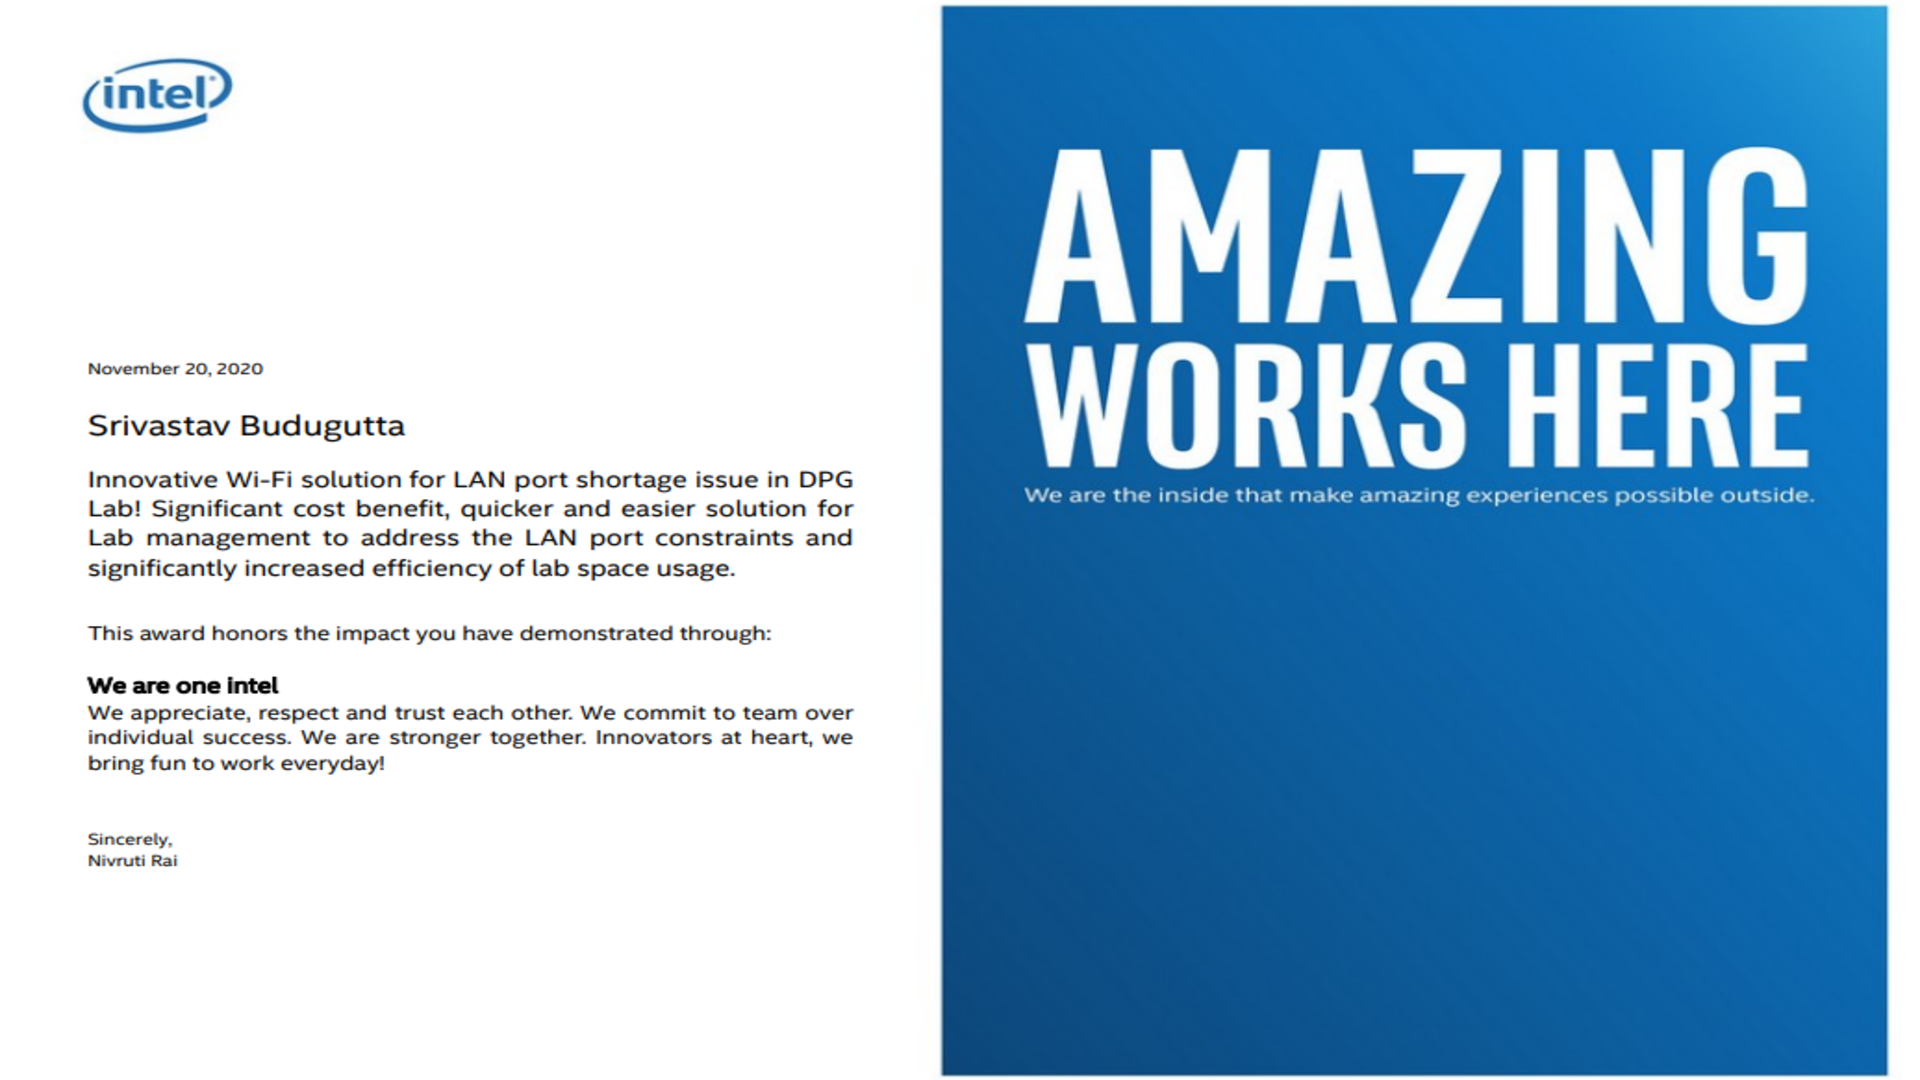 intel
November 20, 2020
Srivastav Budugutta
Innovative Wi-Fi solution for LAN port shortage issue in DPG
Lab! Significant cost benefit, quicker and easier solution for
Lab management to address the LAN port constraints and
significantly increased efficiency of lab space usage.
This award honors the impact you have demonstrated through:
We are one intel
We appreciate, respect and trust each other. We commit to team over
individual success. We are stronger together. Innovators at heart, we
bring fun to work everyday!
Sincerely,
Nivruti Rai
AMAZING
WORKS HERE
We are the inside that make amazing experiences possible outside.